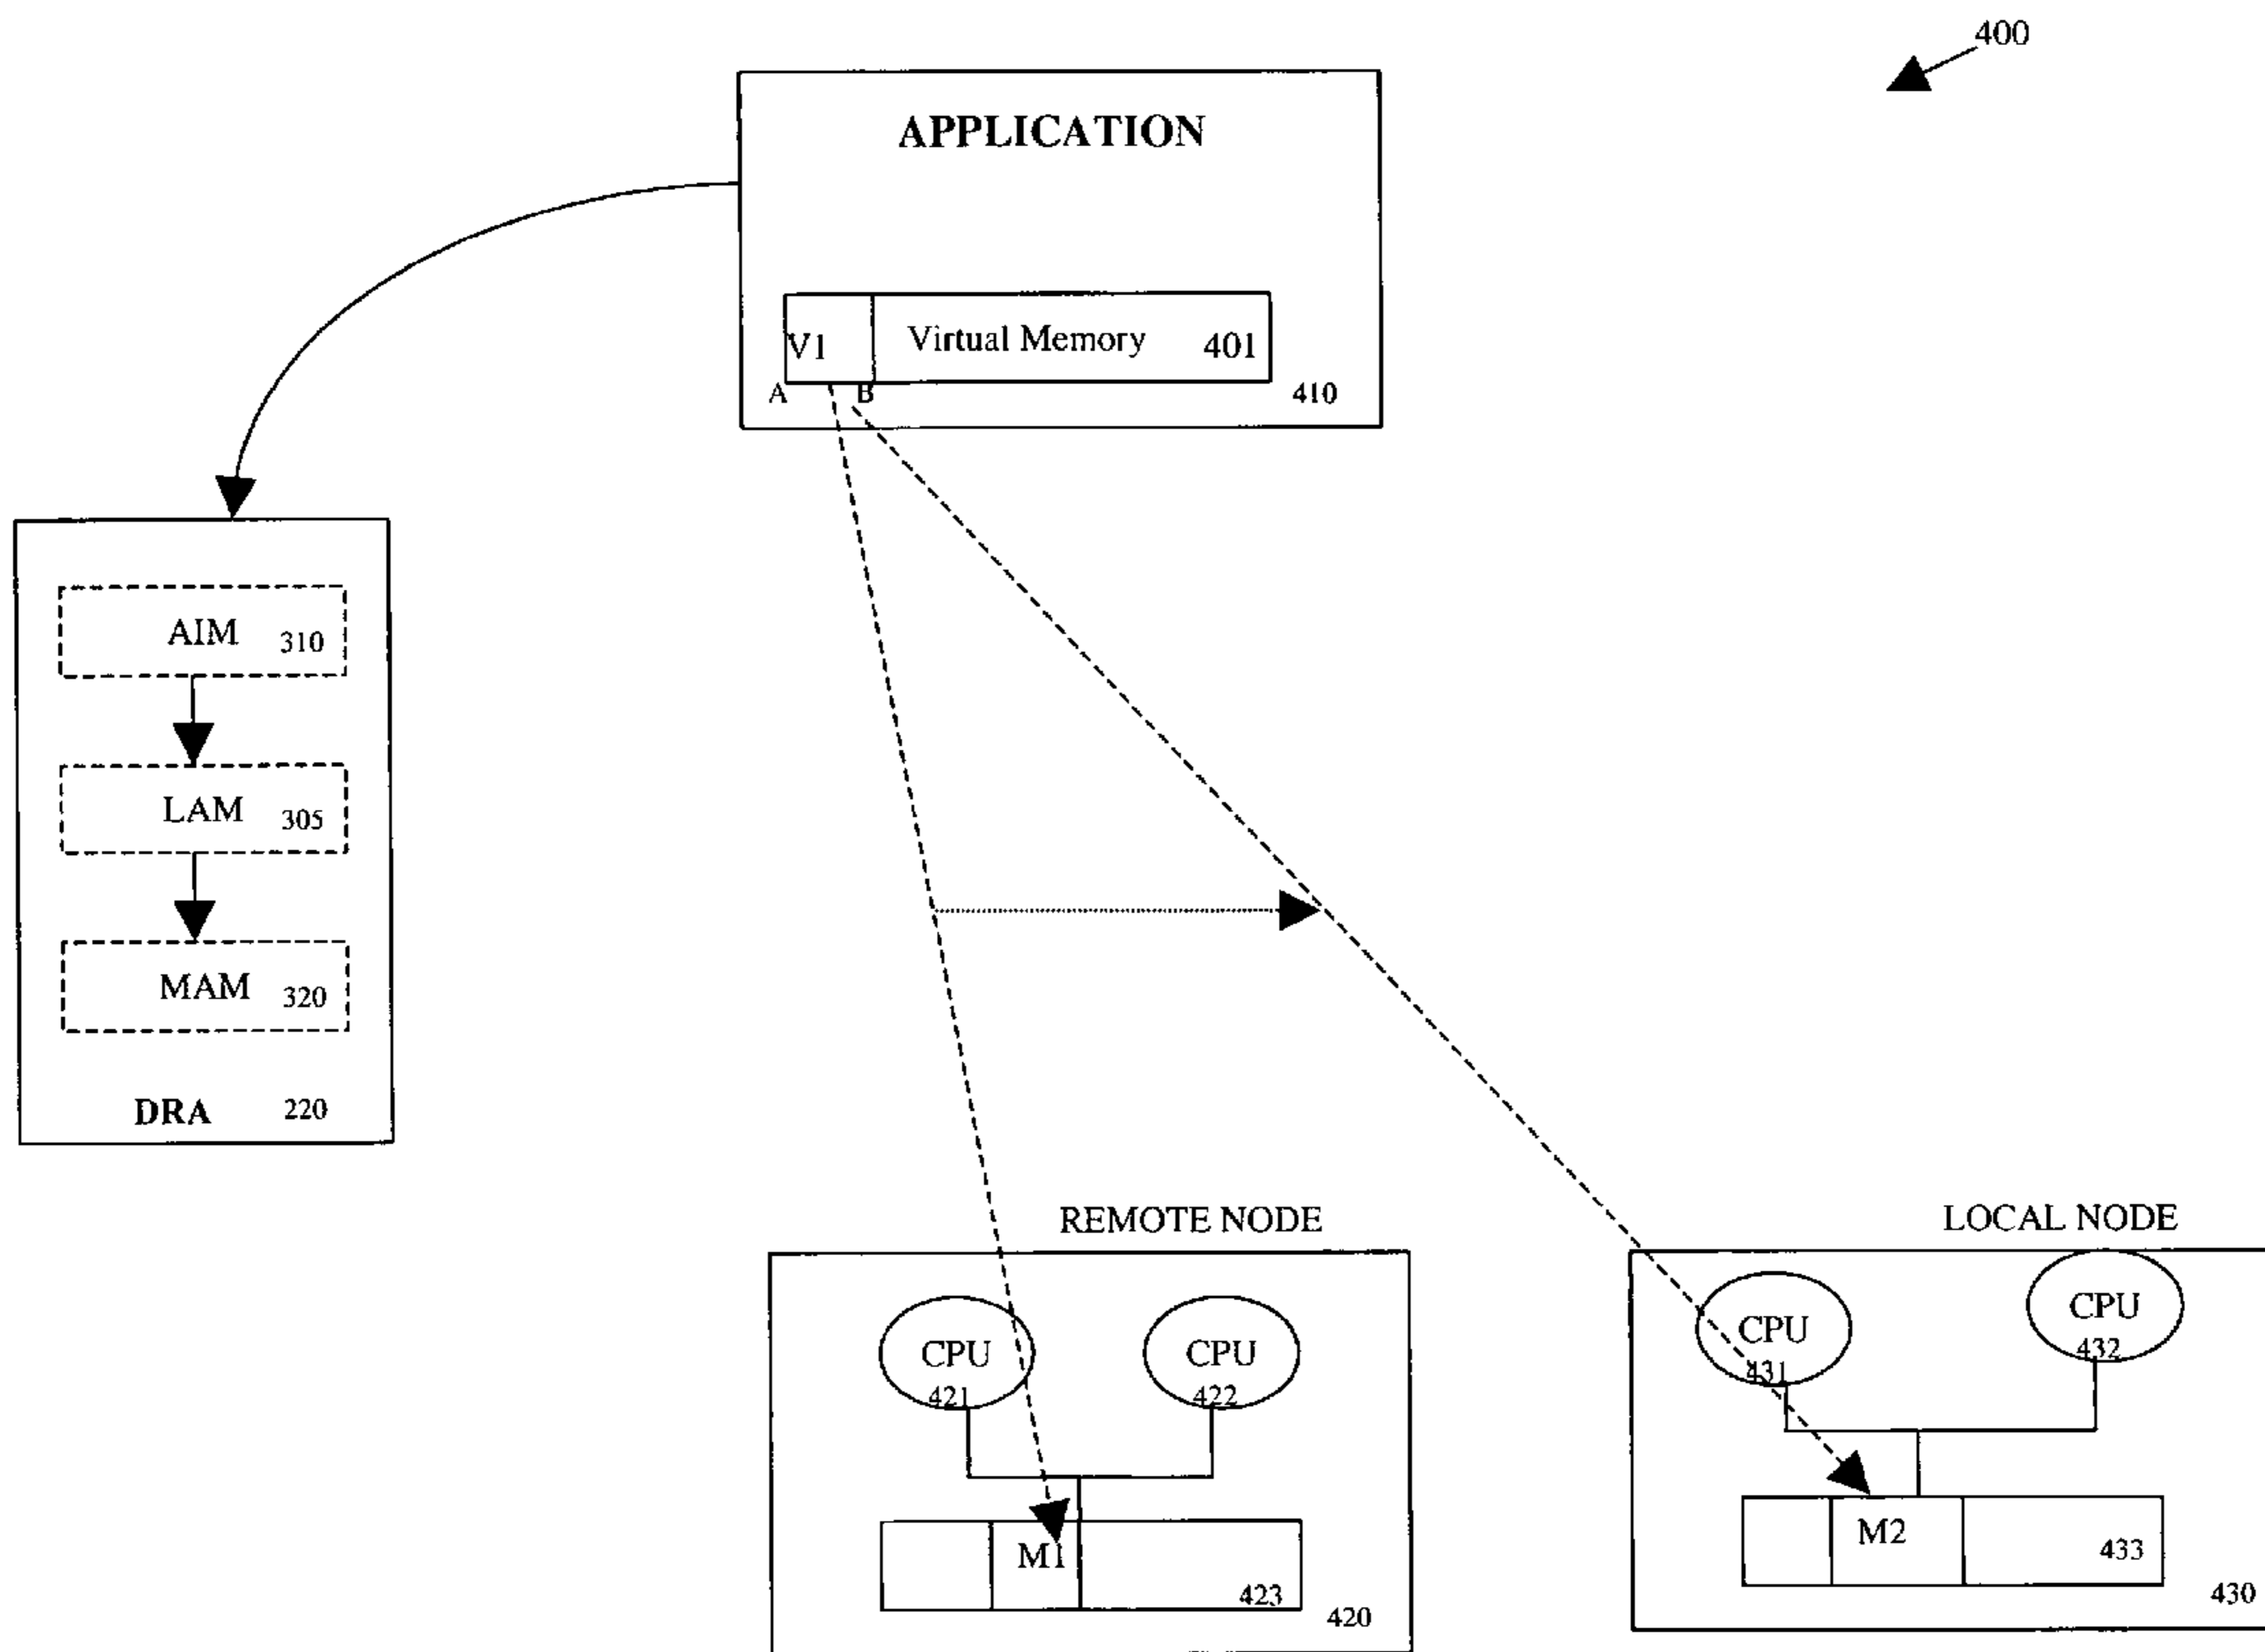 400
APPLICATION
V1 Virtual Memory 401
A B 410
AIM 310
LAM 305
MAM 320
DRA 220
REMOTE NODE
CPU 421
CPU 422
M1 423
420
LOCAL NODE
CPU 431
CPU 432
M2 433
430